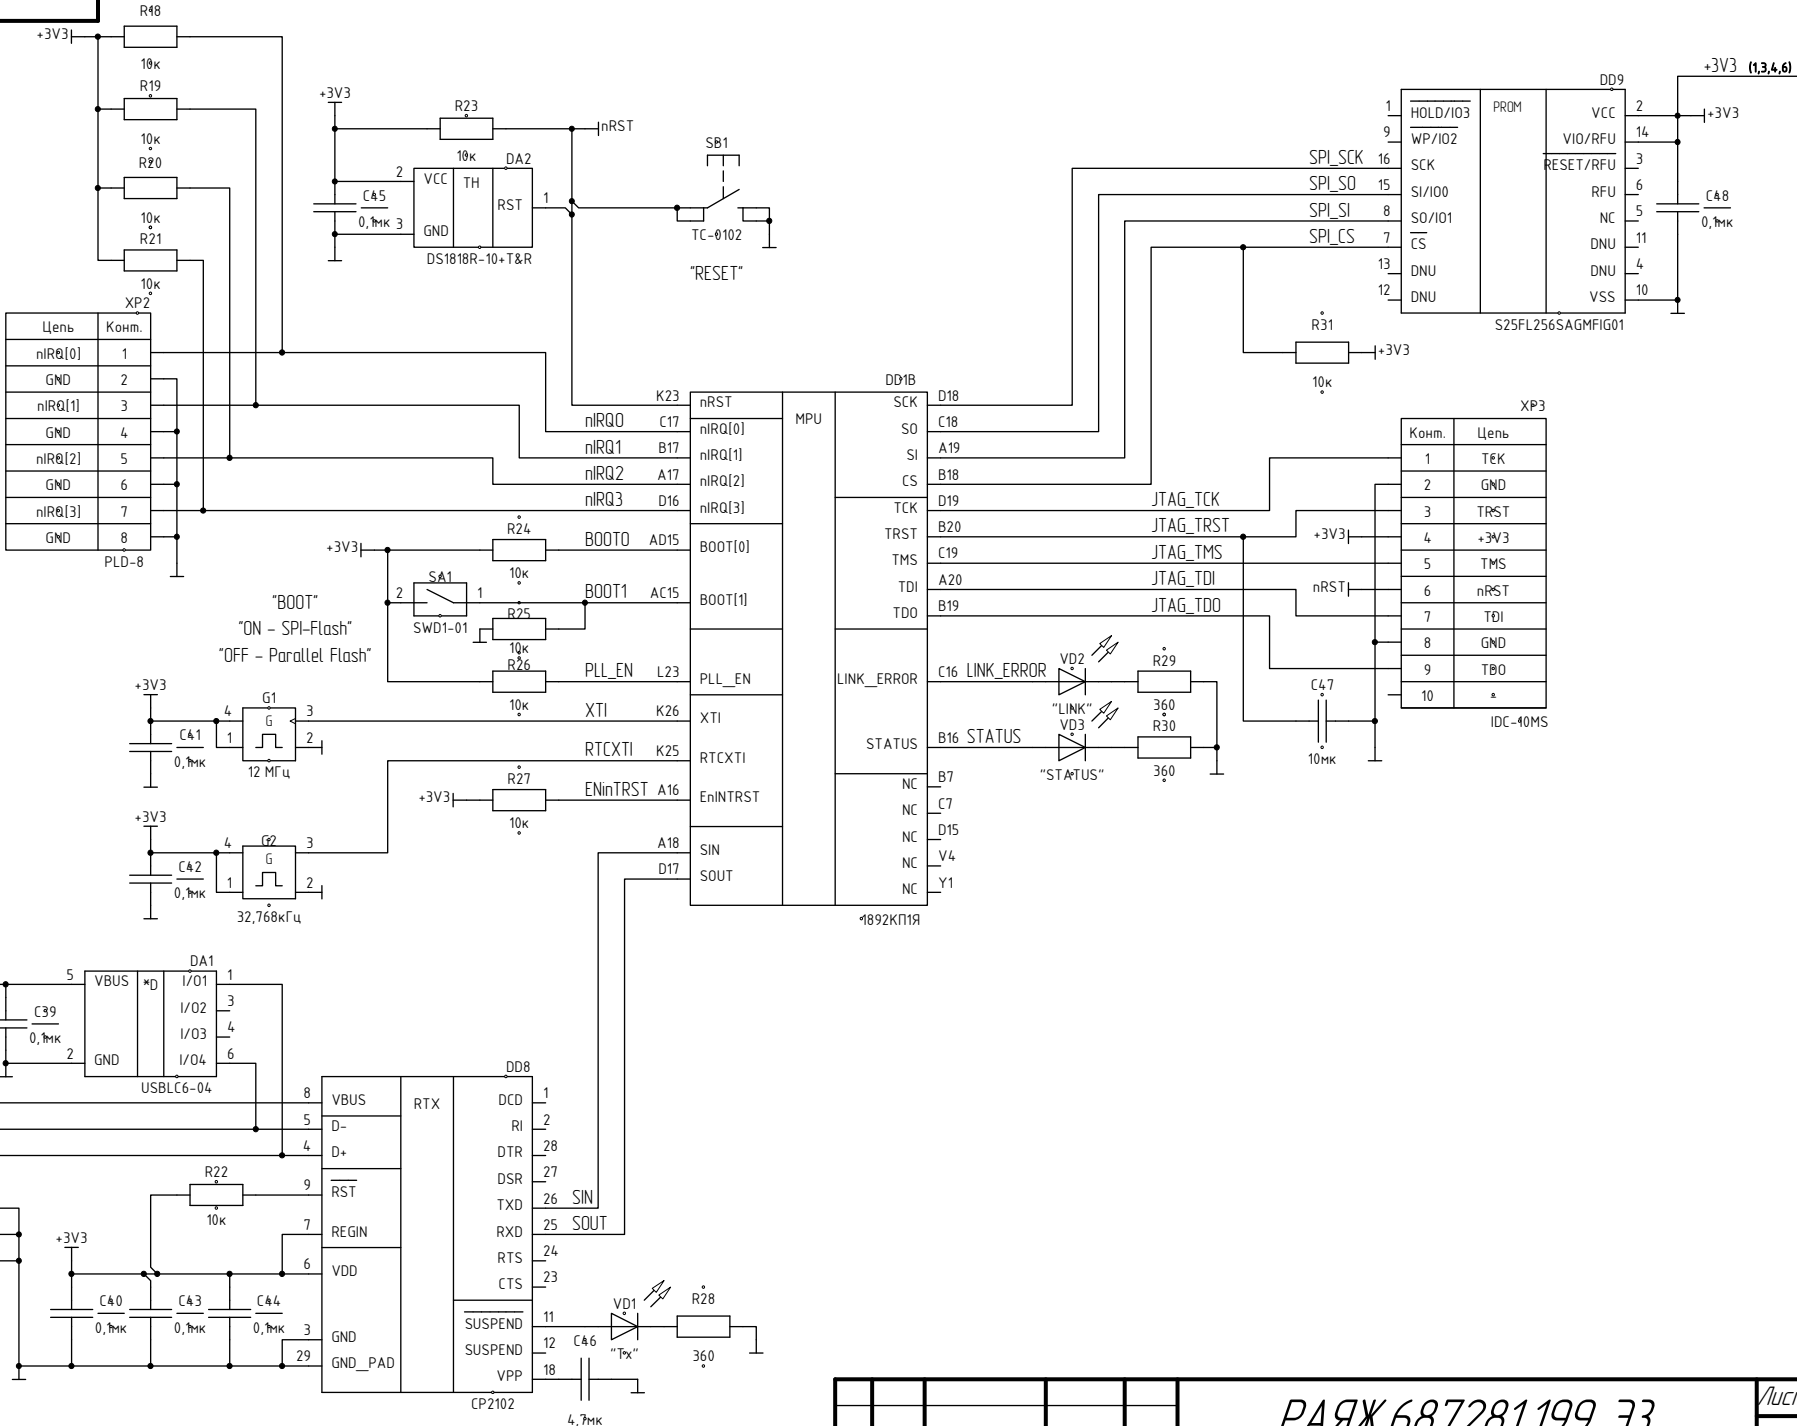 R18
+3V3
10к
R19
10к
R20
10к
R21
10к
XP2
Цепь Конт.
nIRQ[0] 1
GND 2
nIRQ[1] 3
GND 4
nIRQ[2] 5
GND 6
nIRQ[3] 7
GND 8
PLD-8
+3V3
R23
10к
nRST
DA2
2 VCC TH
RST 1
3 GND
DS1818R-10+T&R
C45
0,1мк
SB1
TC-0102
"RESET"
+3V3 (1,3,4,6)
DD9
1 HOLD/IO3 PROM VCC 2
+3V3
9 WP/IO2 VIO/RFU 14
SPI_SCK 16 SCK RESET/RFU 3
SPI_SO 15 SI/IO0 RFU 6
SPI_SI 8 SO/IO1 NC 5
SPI_CS 7 CS DNU 11
13 DNU DNU 4
12 DNU VSS 10
S25FL256SAGMFIG01
C48
0,1мк
R31
+3V3
10к
DD1B
K23 nRST MPU SCK D18
nIRQ0 C17 nIRQ[0] SO C18
nIRQ1 B17 nIRQ[1] SI A19
nIRQ2 A17 nIRQ[2] CS B18
nIRQ3 D16 nIRQ[3] TCK D19 JTAG_TCK
TRST B20 JTAG_TRST
BOOT0 AD15 BOOT[0] TMS C19 JTAG_TMS
TDI A20 JTAG_TDI
BOOT1 AC15 BOOT[1] TDO B19 JTAG_TDO
PLL_EN L23 PLL_EN LINK_ERROR C16 LINK_ERROR
XTI K26 XTI
STATUS B16 STATUS
RTCXTI K25 RTCXTI
NC B7
ENinTRST A16 EnINTRST NC C7
NC D15
A18 SIN NC V4
D17 SOUT NC Y1
1892КП1Я
+3V3
R24
10к
SA1
2 1
SWD1-01
R25
10к
R26
10к
"BOOT"
"ON - SPI-Flash"
"OFF - Parallel Flash"
+3V3
G1
4 G 3
1 2
12 МГц
C41
0,1мк
R27
+3V3
10к
+3V3
G2
4 G 3
1 2
32,768кГц
C42
0,1мк
VD2
"LINK"
R29
360
VD3
"STATUS"
R30
360
XP3
Конт. Цепь
1 TCK
2 GND
3 TRST
+3V3 4 +3V3
5 TMS
nRST 6 nRST
7 TDI
8 GND
9 TDO
10 -
IDC-10MS
C47
10мк
DA1
5 VBUS *D I/O1 1
I/O2 3
I/O3 4
2 GND I/O4 6
USBLC6-04
C39
0,1мк
DD8
8 VBUS RTX DCD 1
5 D- RI 2
4 D+ DTR 28
DSR 27
9 RST TXD 26 SIN
7 REGIN RXD 25 SOUT
RTS 24
6 VDD CTS 23
SUSPEND 11
3 GND SUSPEND 12
29 GND_PAD VPP 18
CP2102
R22
10к
+3V3
C40
0,1мк
C43
0,1мк
C44
0,1мк
VD1
"Tx"
R28
360
C46
4,7мк
РАЯЖ.687281.199 Э3
Лист